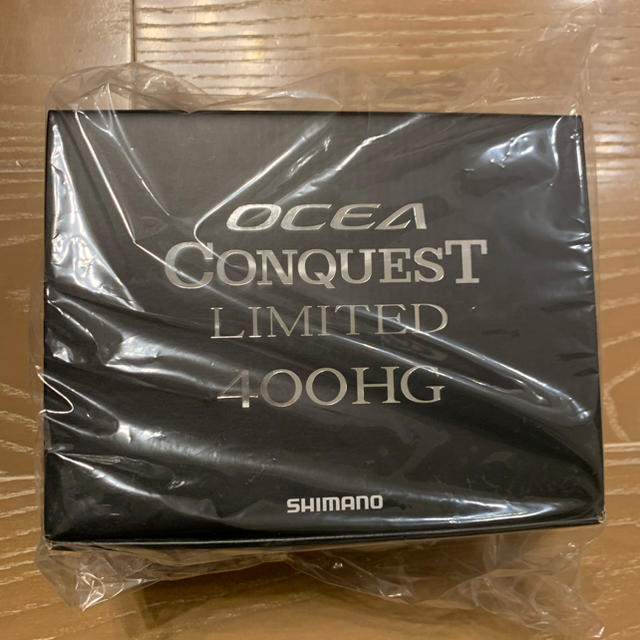 OCEA
CONQUEST
LIMITED
400HG
SHIMANO